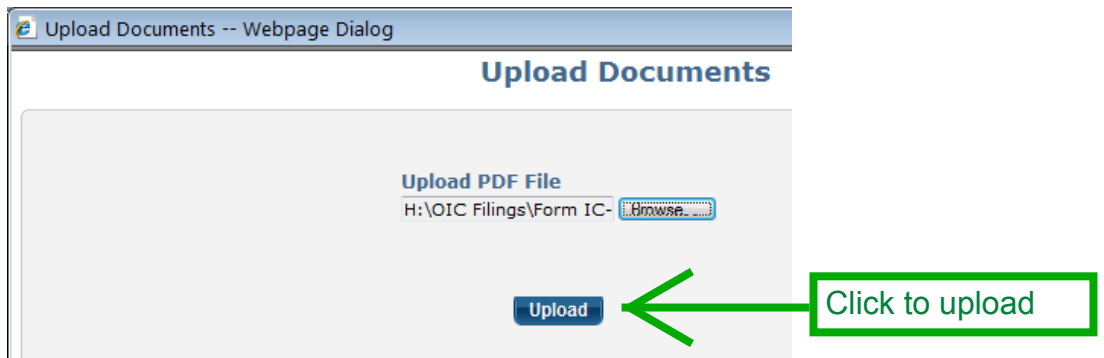 Upload Documents -- Webpage Dialog
Upload Documents
Upload PDF File
H:\OIC Filings\Form IC- Browse...
Upload
Click to upload